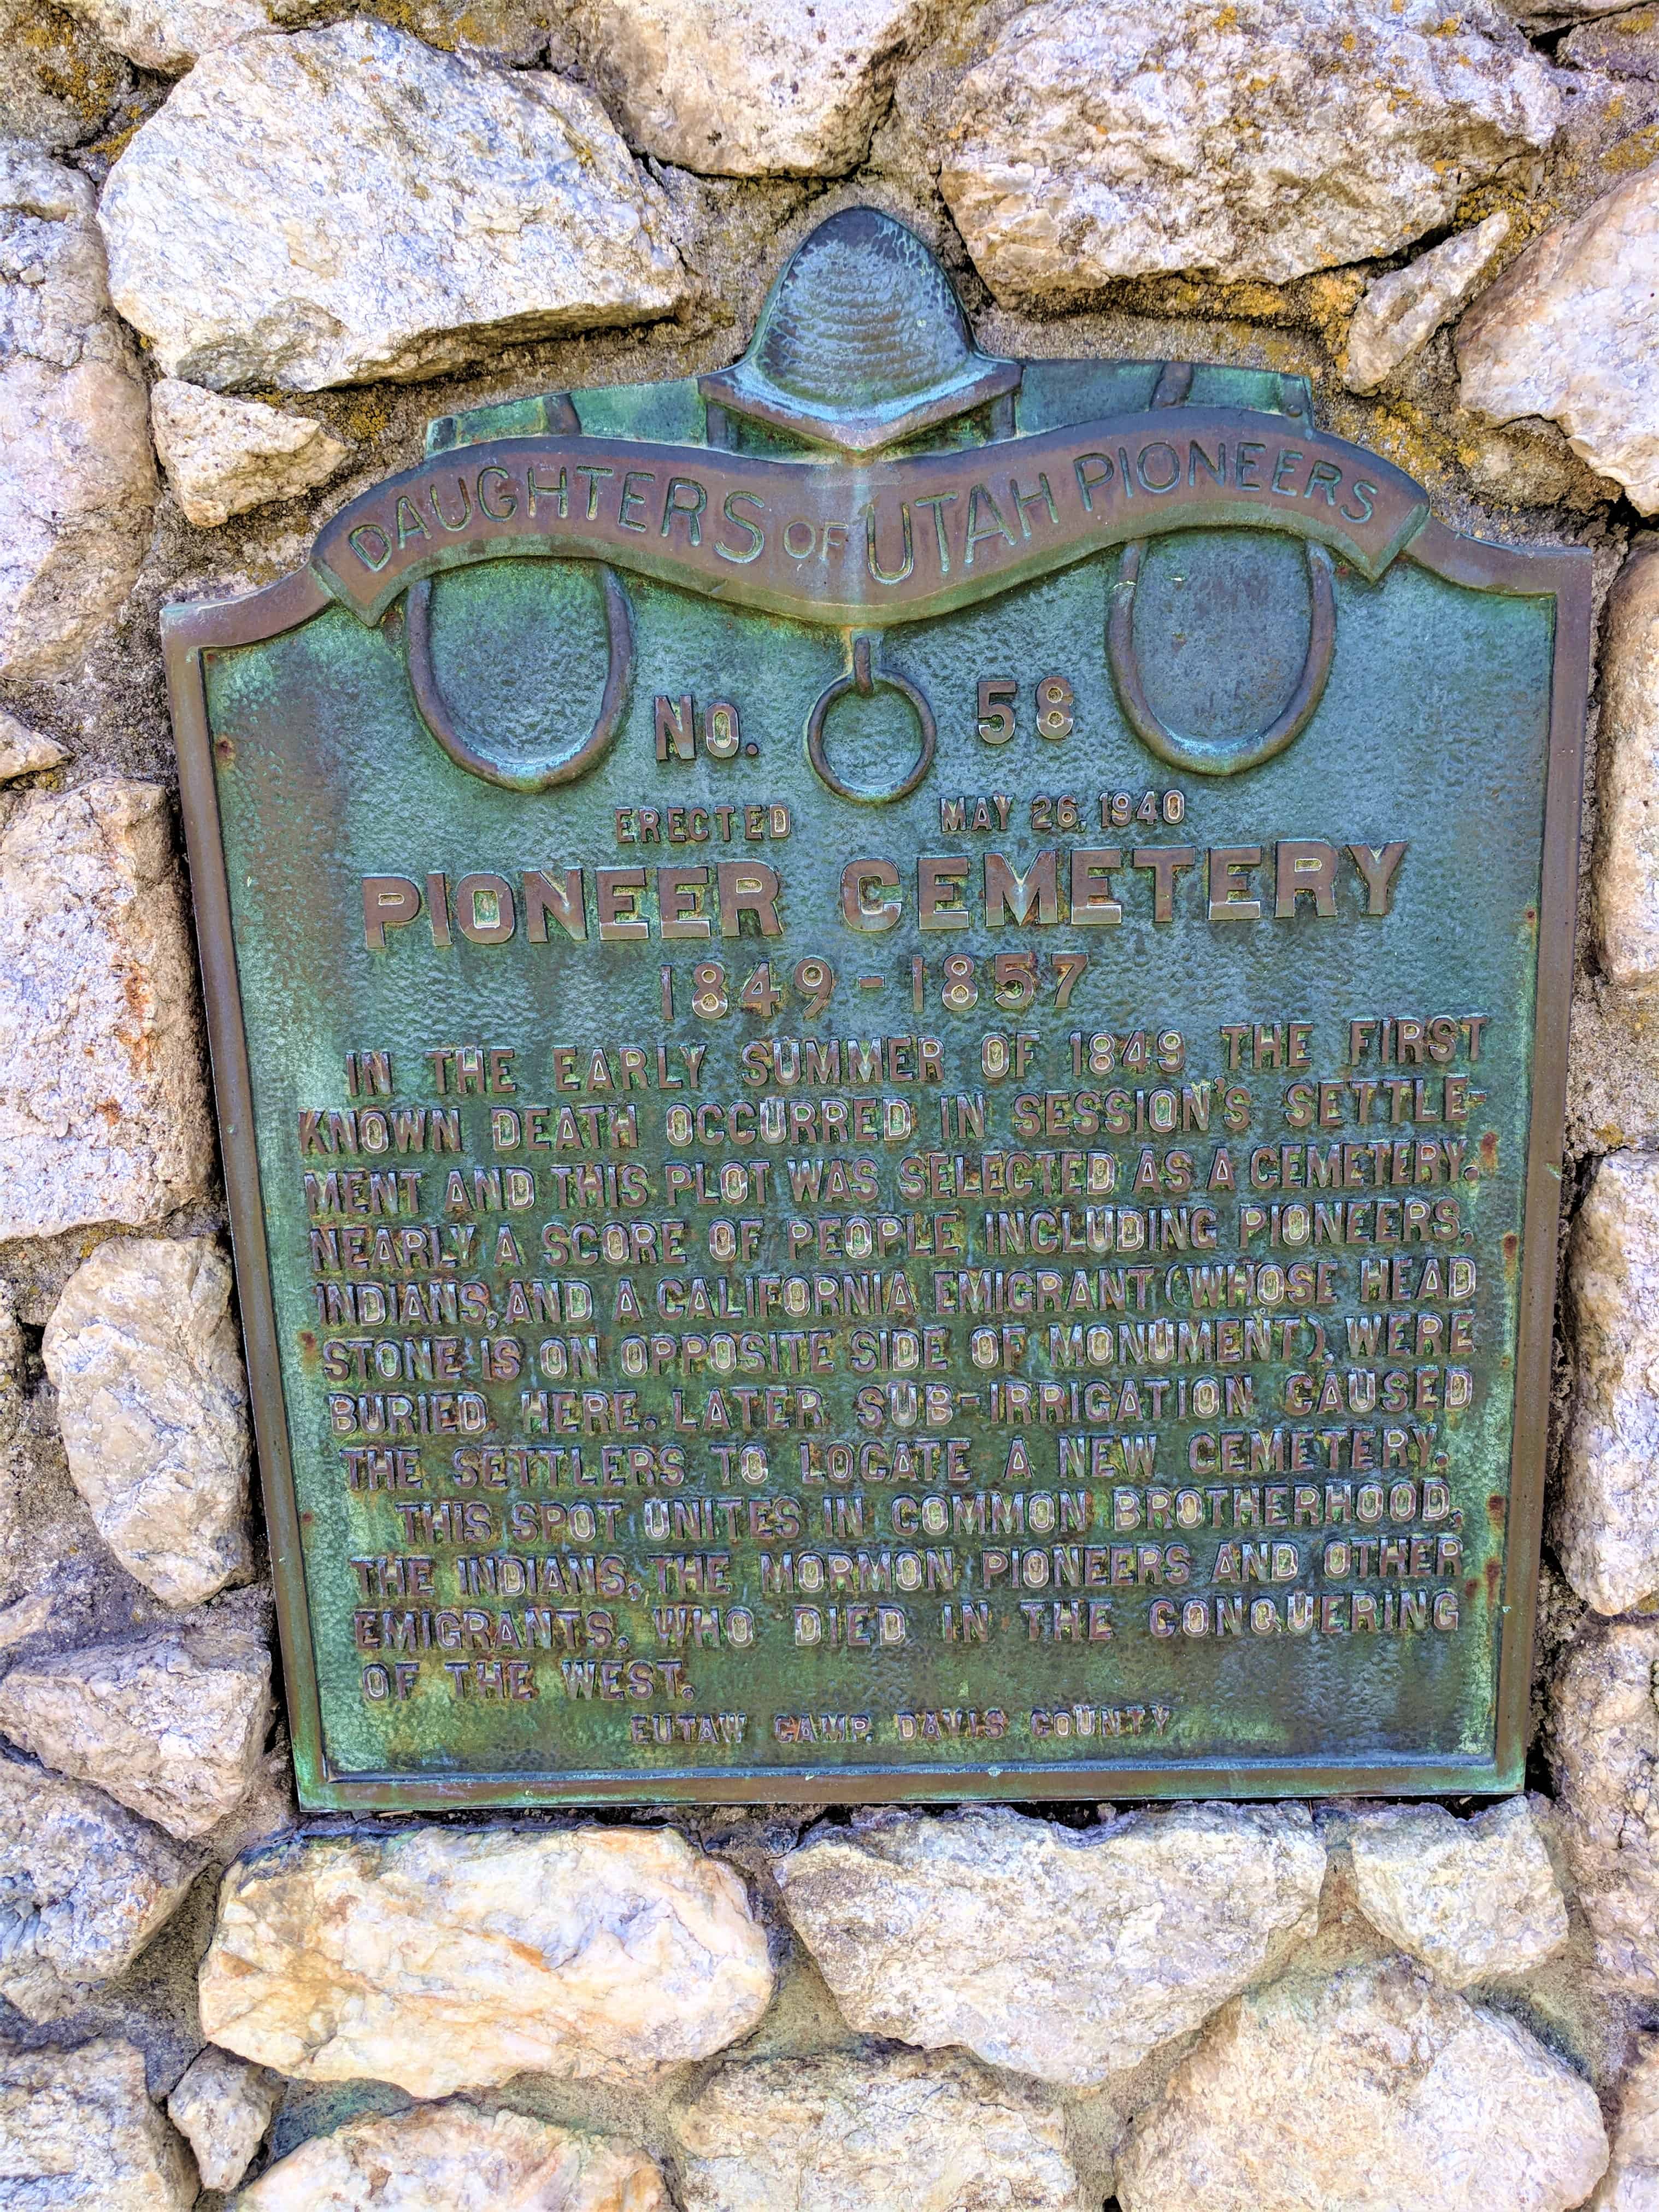 DAUGHTERS OF UTAH PIONEERS
No. 58
ERECTED MAY 26, 1940
PIONEER CEMETERY
1849-1857
IN THE EARLY SUMMER OF 1849 THE FIRST
KNOWN DEATH OCCURRED IN SESSION'S SETTLE-
MENT AND THIS PLOT WAS SELECTED AS A CEMETERY.
NEARLY A SCORE OF PEOPLE INCLUDING PIONEERS,
INDIANS, AND A CALIFORNIA EMIGRANT (WHOSE HEAD
STONE IS ON OPPOSITE SIDE OF MONUMENT), WERE
BURIED HERE. LATER SUB-IRRIGATION CAUSED
THE SETTLERS TO LOCATE A NEW CEMETERY.
THIS SPOT UNITES IN COMMON BROTHERHOOD,
THE INDIANS, THE MORMON PIONEERS AND OTHER
EMIGRANTS, WHO DIED IN THE CONQUERING
OF THE WEST.
EUTAW CAMP, DAVIS COUNTY